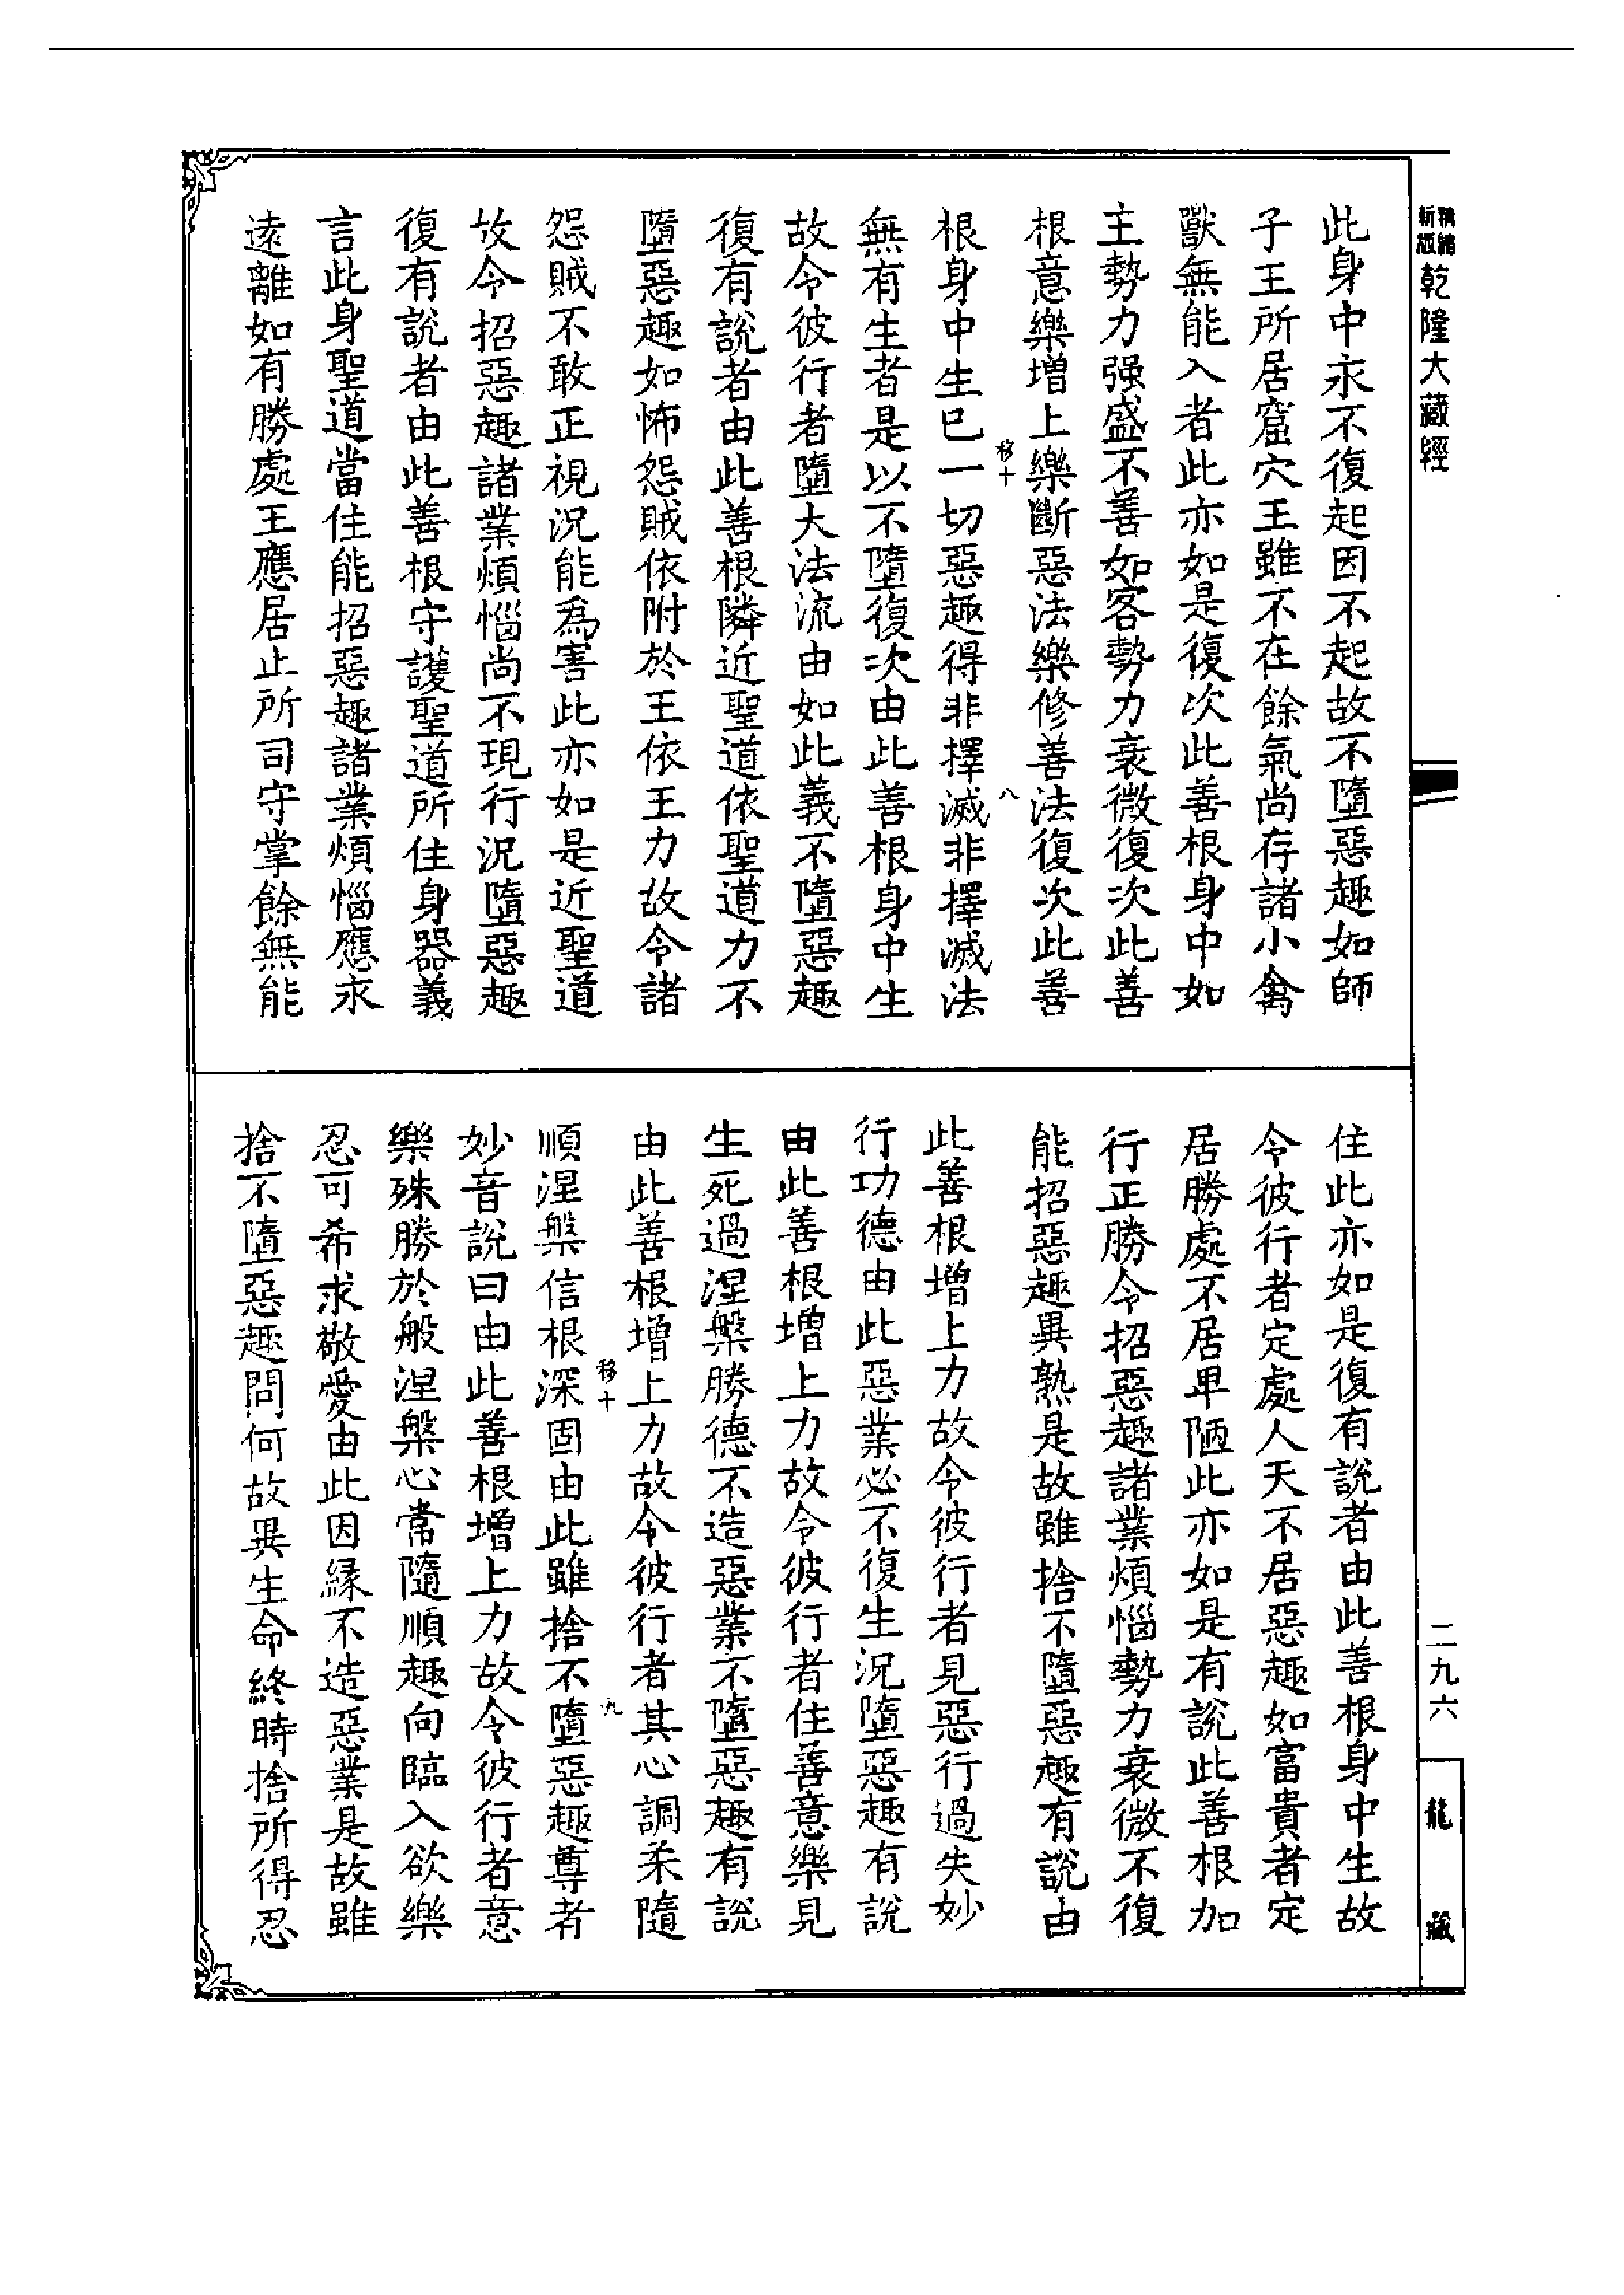 新版
精縮
乾隆大藏經
此身中永不復起因不起故不墮惡趣如師
子王所居窟穴王雖不在餘氣尚存諸小禽
獸無能入者此亦如是復次此善根身中如
主勢力强盛不善如客勢力衰微復次此善
根意樂增上樂斷惡法樂修善法復次此善
移十
八
根身中生已一切惡趣得非擇滅非擇滅法
無有生者是以不墮復次由此善根身中生
故令彼行者墮大法流由如此義不墮惡趣
復有說者由此善根隣近聖道依聖道力不
墮惡趣如怖怨賊依附於王依王力故令諸
怨賊不敢正視況能為害此亦如是近聖道
故令招惡趣諸業煩惱尚不現行況墮惡趣
復有說者由此善根守護聖道所住身器義
言此身聖道當住能招惡趣諸業煩惱應求
遠離如有勝處王應居止所司守掌餘無能
住此亦如是復有說者由此善根身中生故
令彼行者定處人天不居惡趣如富貴者定
居勝處不居卑陋此亦如是有說此善根加
行正勝令招惡趣諸業煩惱勢力衰微不復
能招惡趣異熟是故雖捨不墮惡趣有說由
此善根增上力故令彼行者見惡行過失妙
行功德由此惡業必不復生況墮惡趣有說
由此善根增上力故令彼行者住善意樂見
生死過涅槃勝德不造惡業不墮惡趣有說
由此善根增上力故令彼行者其心調柔隨
移十
九
順涅槃信根深固由此雖捨不墮惡趣尊者
妙音說曰由此善根增上力故令彼行者意
樂殊勝於般涅槃心常隨順趣向臨入欲樂
忍可希求敬愛由此因緣不造惡業是故雖
捨不墮惡趣問何故異生命終時捨所得忍
二九六
龍藏